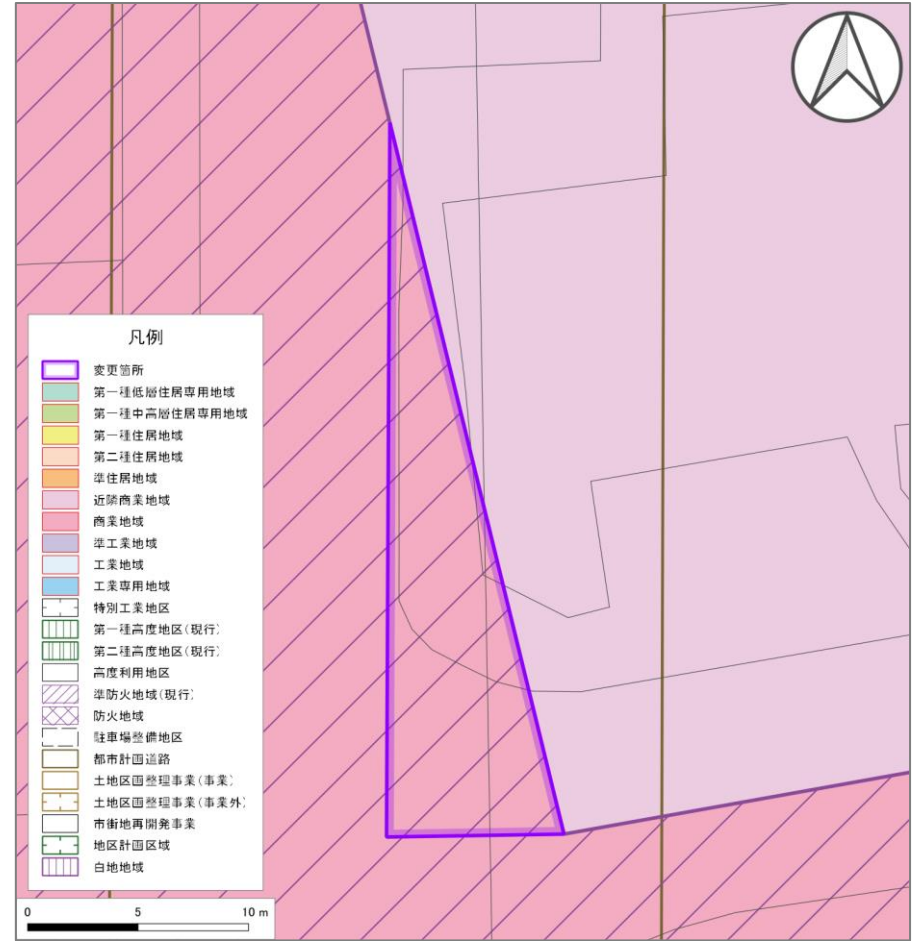 凡例
変更箇所
第一種低層住居専用地域
第一種中高層住居専用地域
第一種住居地域
第二種住居地域
準住居地域
近隣商業地域
商業地域
準工業地域
工業地域
工業専用地域
特別工業地区
第一種高度地区(現行)
第二種高度地区(現行)
高度利用地区
準防火地域(現行)
防火地域
駐車場整備地区
都市計画道路
土地区画整理事業(事業)
土地区画整理事業(事業外)
市街地再開発事業
地区計画区域
白地地域
0 5 10 m